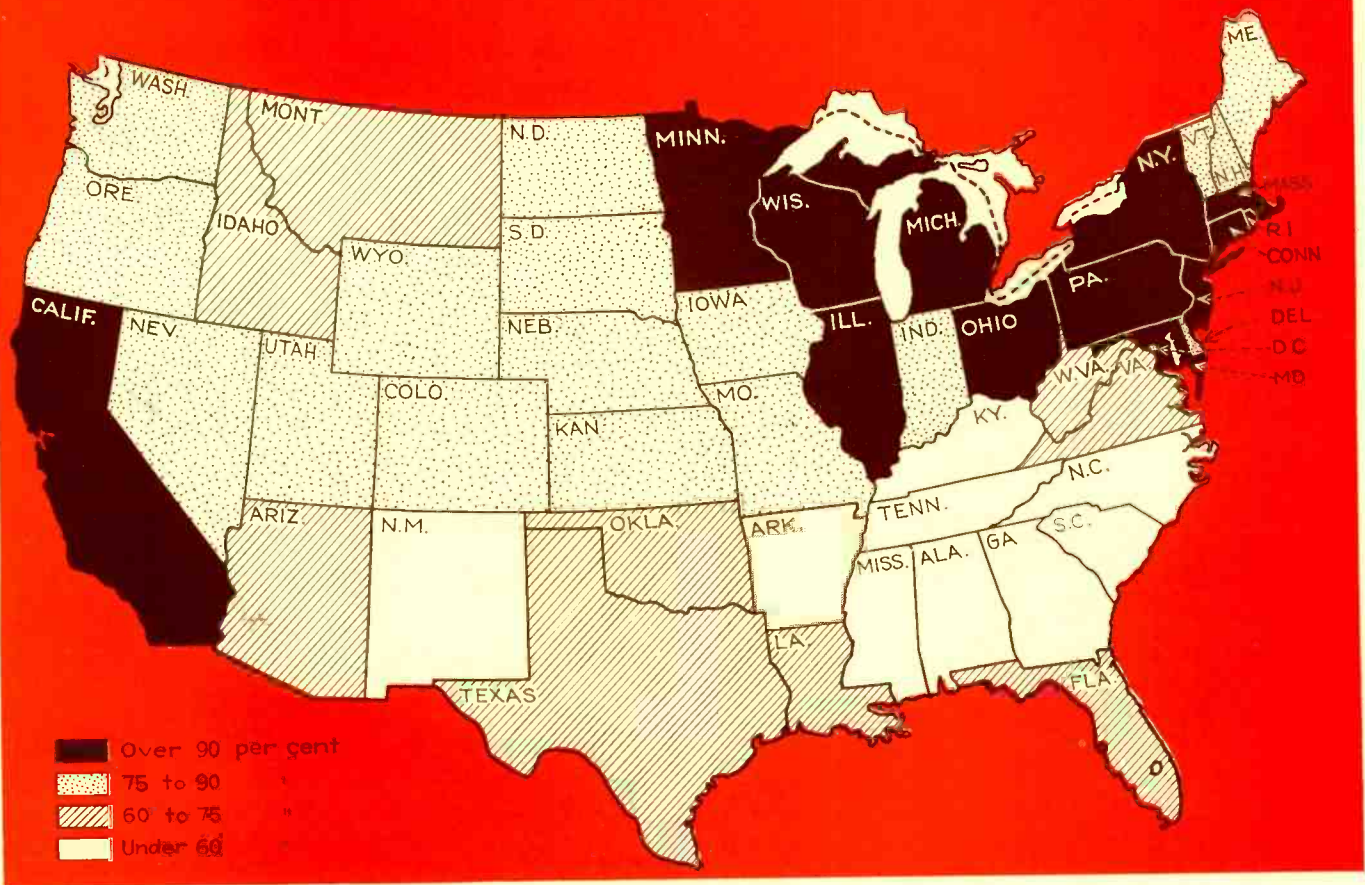 WASH.
MONT.
N.D.
MINN.
ME.
ORE
IDAHO
WYO.
S.D.
WIS.
MICH.
N.Y.
VT.
N.H.
MASS
R I
CONN
N.J
DEL
D C
MD
CALIF.
NEV
UTAH
COLO.
NEB
IOWA
ILL.
IND.
OHIO
PA.
W.VA.
VA.
KAN
MO.
KY.
ARIZ.
N.M.
OKLA.
ARK.
TENN.
N.C.
S.C.
MISS.
ALA.
GA
TEXAS
LA.
FLA
Over 90 per cent
75 to 90 "
60 to 75 "
Under 60 "